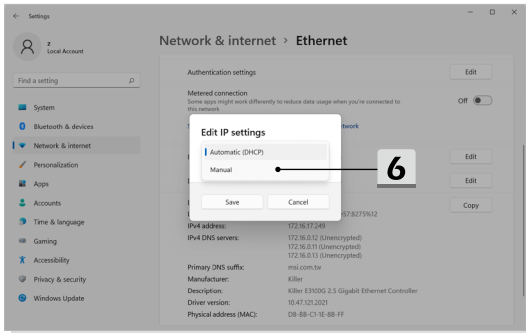 Settings
Z
Local Account
Find a setting
System
Bluetooth & devices
Network & internet
Personalization
Apps
Accounts
Time & language
Gaming
Accessibility
Privacy & security
Windows Update
Network & internet > Ethernet
Authentication settings
Edit
Metered connection
Some apps might work differently to reduce data usage when you're connected to
this network
Off
Edit IP settings
Automatic (DHCP)
Manual
6
Save
Cancel
Edit
Edit
Copy
IPv4 address: 172.16.17.249
IPv4 DNS servers: 172.16.0.12 (Unencrypted)
172.16.0.11 (Unencrypted)
172.16.0.13 (Unencrypted)
Primary DNS suffix: msi.com.tw
Manufacturer: Killer
Description: Killer E3100G 2.5 Gigabit Ethernet Controller
Driver version: 10.47.121.2021
Physical address (MAC): D8-BB-C1-1E-8B-FF